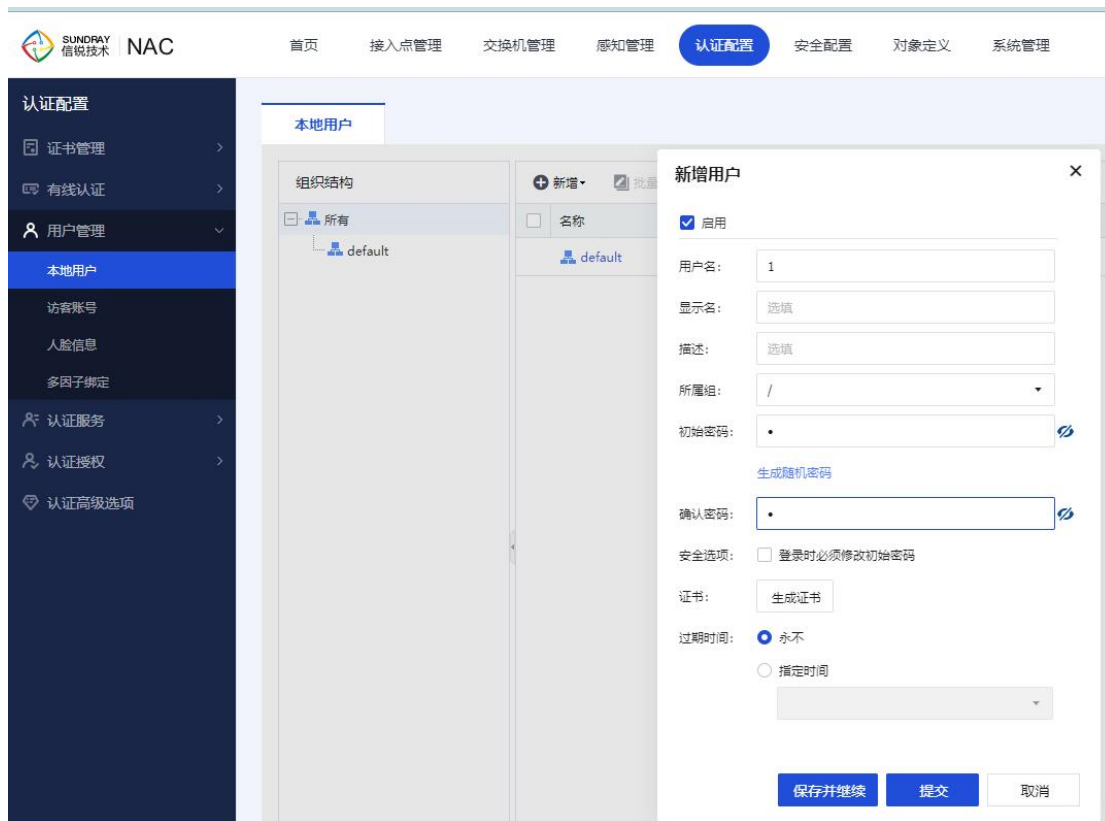 SUNDRAY
信锐技术
NAC
首页
接入点管理
交换机管理
感知管理
认证配置
安全配置
对象定义
系统管理
认证配置
证书管理
有线认证
用户管理
本地用户
访客账号
人脸信息
多因子绑定
认证服务
认证授权
认证高级选项
本地用户
组织结构
所有
default
新增
批量
名称
default
新增用户
启用
用户名: 1
显示名: 选填
描述: 选填
所属组: /
初始密码: •
生成随机密码
确认密码: •
安全选项: 登录时必须修改初始密码
证书: 生成证书
过期时间: 永不
指定时间
保存并继续
提交
取消